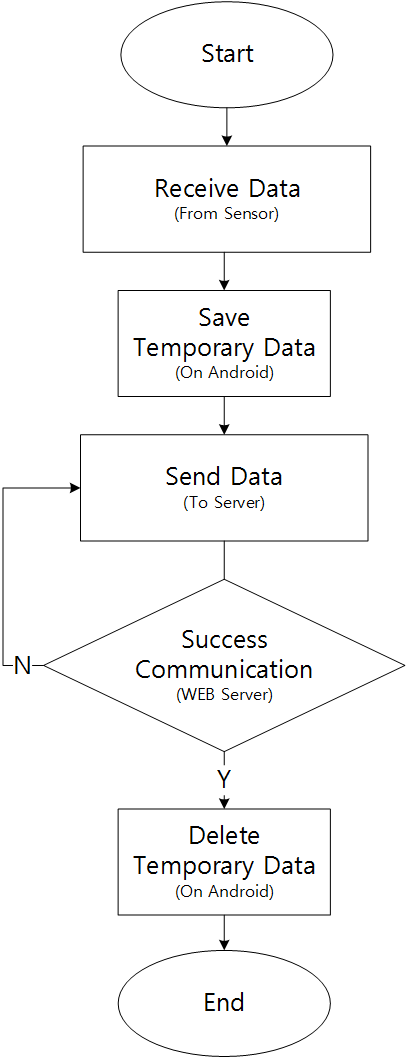 Start
Receive Data
(From Sensor)
Save
Temporary Data
(On Android)
Send Data
(To Server)
Success
Communication
(WEB Server)
N
Y
Delete
Temporary Data
(On Android)
End